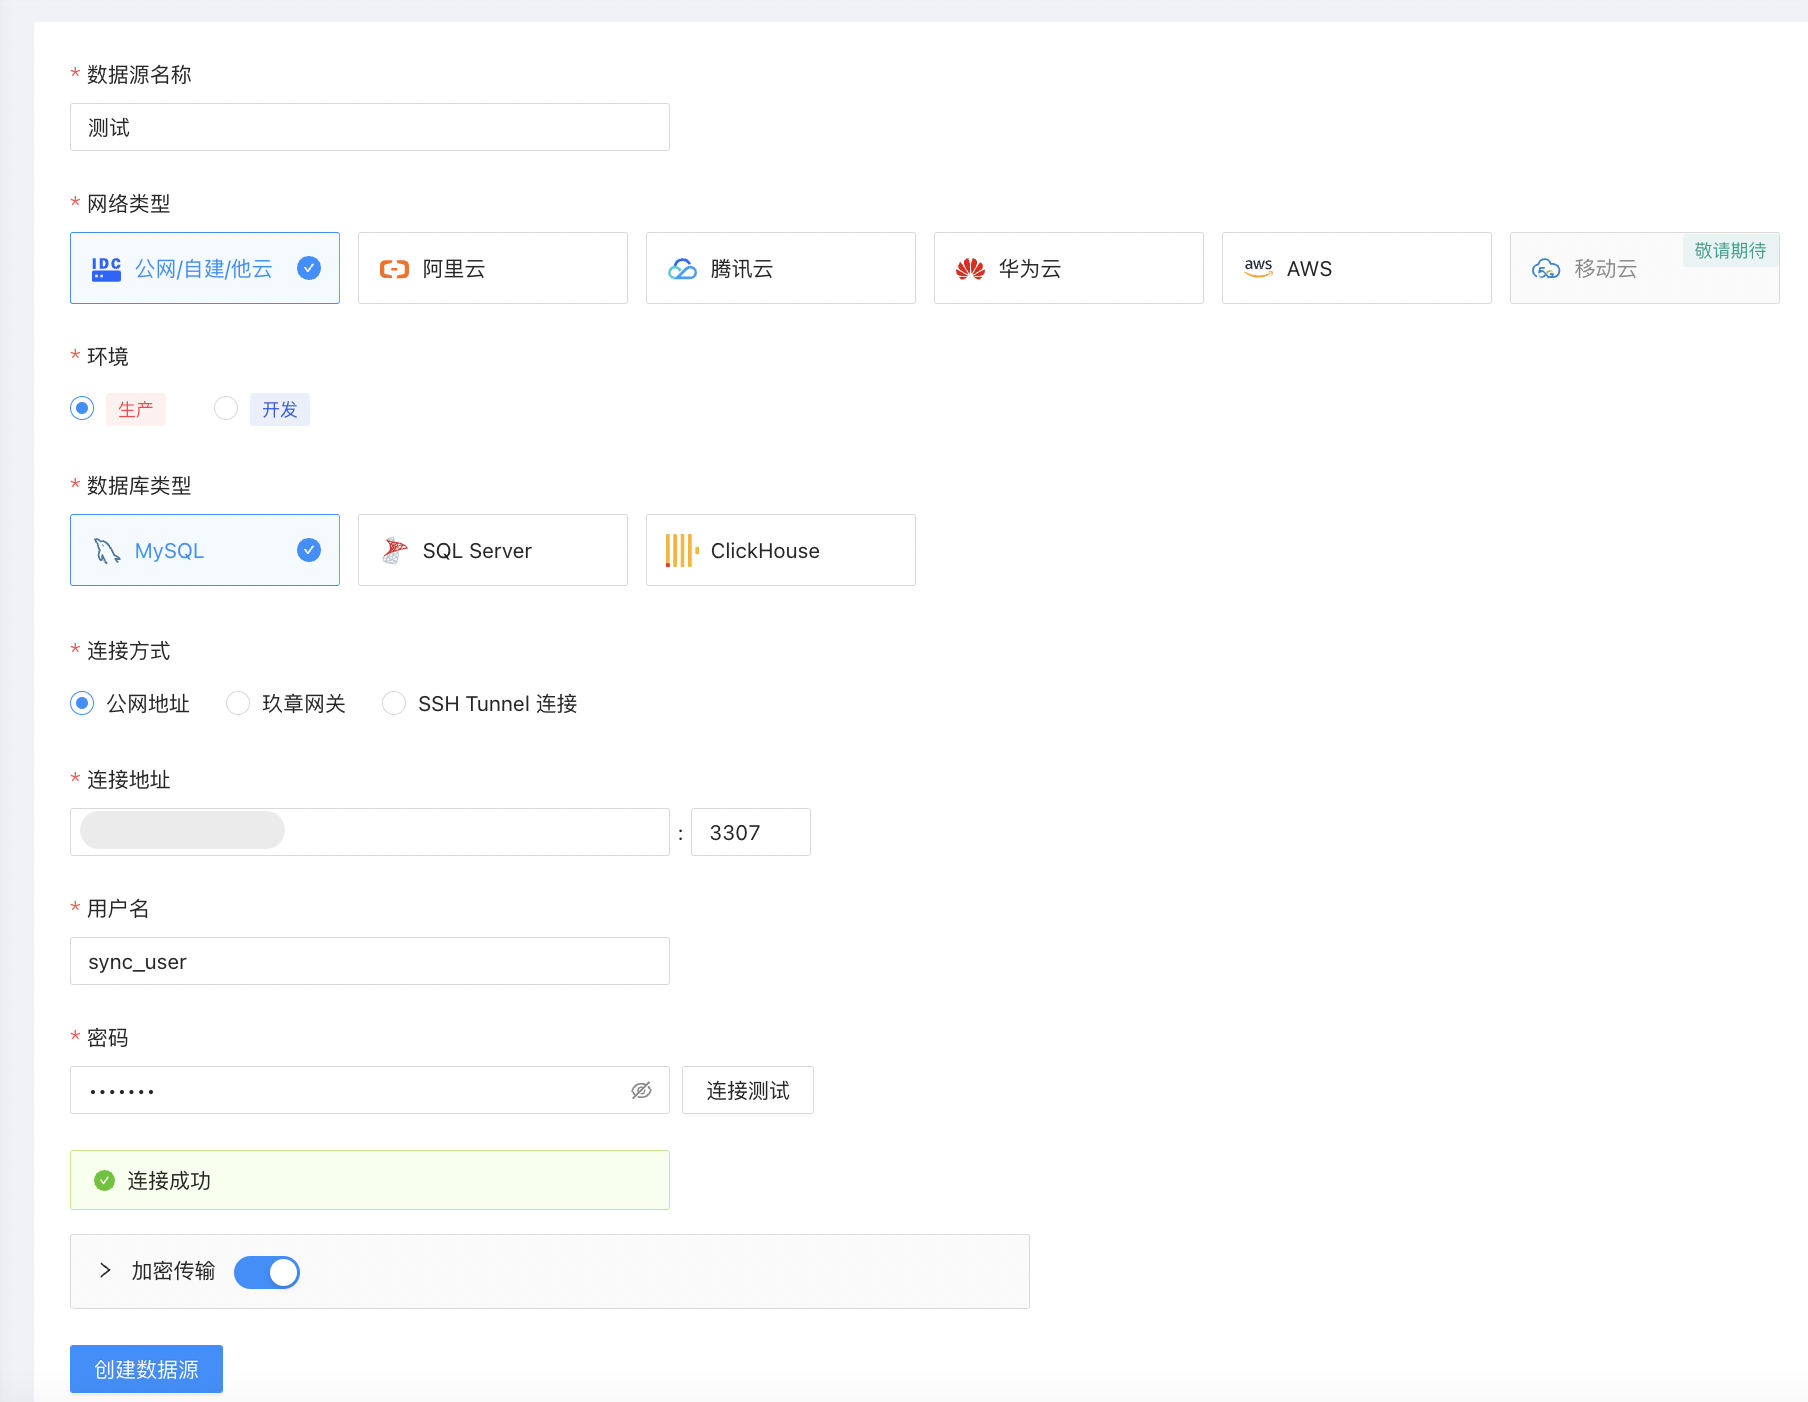 * 数据源名称
测试
* 网络类型
IDC 公网/自建/他云 阿里云 腾讯云 华为云 aws AWS 5G 移动云 敬请期待
* 环境
生产 开发
* 数据库类型
MySQL SQL Server ClickHouse
* 连接方式
公网地址 玖章网关 SSH Tunnel 连接
* 连接地址
: 3307
* 用户名
sync_user
* 密码
••••••• 连接测试
连接成功
加密传输
创建数据源